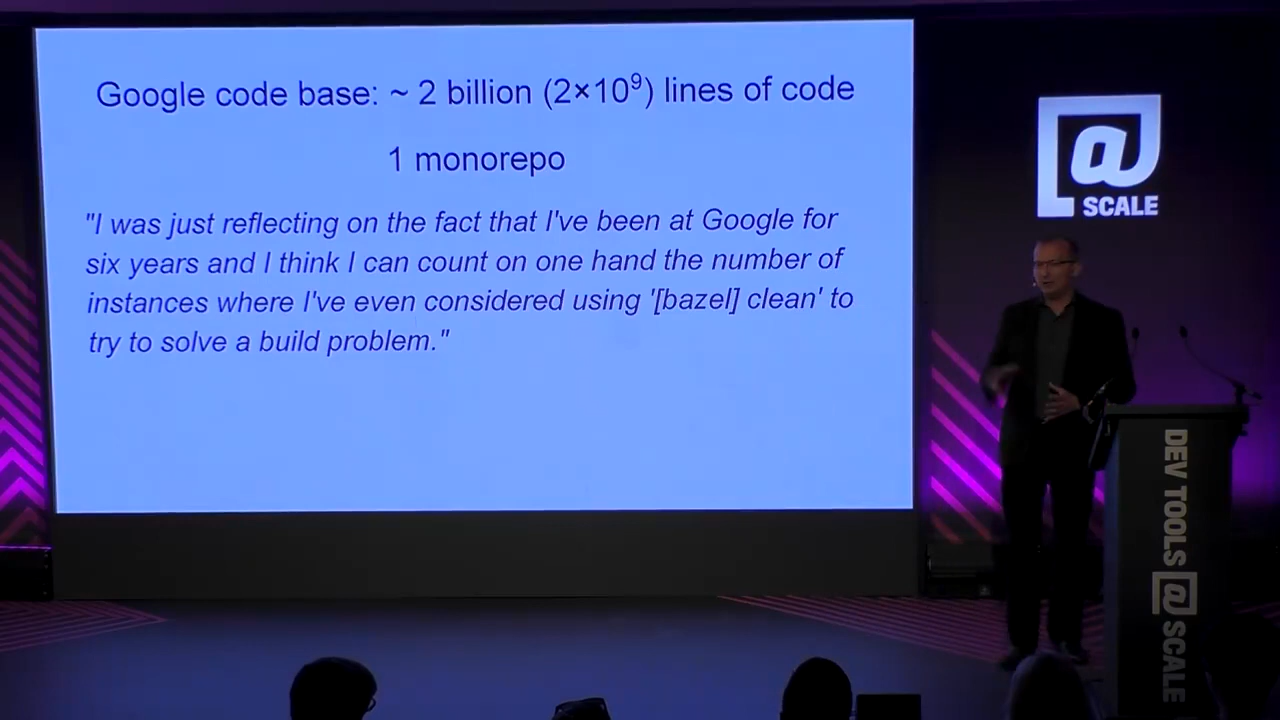 Google code base: ~ 2 billion (2×10⁹) lines of code
1 monorepo
"I was just reflecting on the fact that I've been at Google for
six years and I think I can count on one hand the number of
instances where I've even considered using '[bazel] clean' to
try to solve a build problem."
@
SCALE
DEV TOOLS @ SCALE